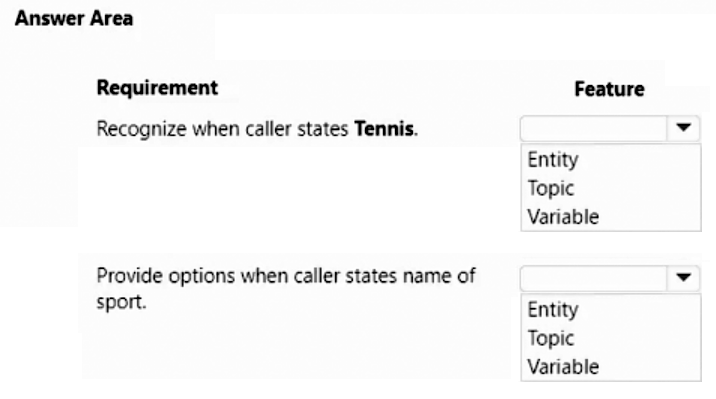 Answer Area
Requirement Feature
Recognize when caller states Tennis.
Entity
Topic
Variable
Provide options when caller states name of
sport.
Entity
Topic
Variable